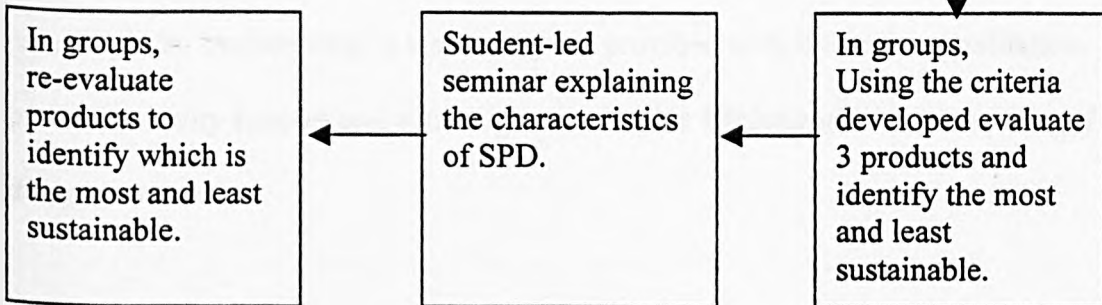 In groups,
re-evaluate
products to
identify which is
the most and least
sustainable.
Student-led
seminar explaining
the characteristics
of SPD.
In groups,
Using the criteria
developed evaluate
3 products and
identify the most
and least
sustainable.